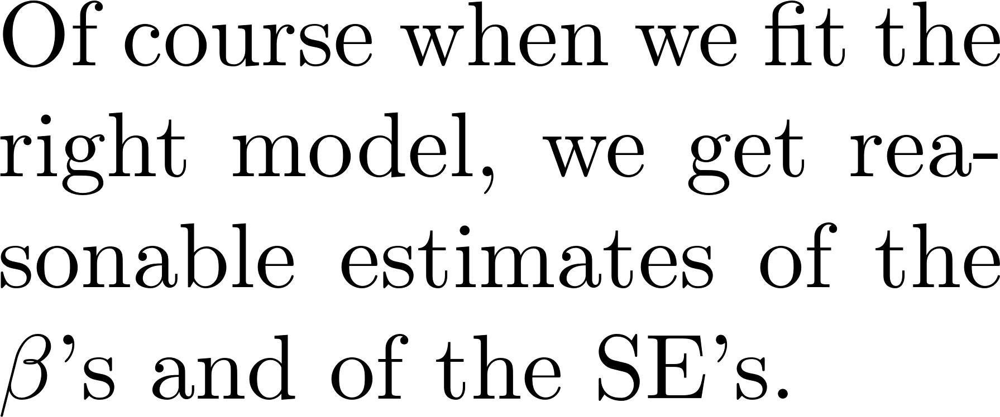 Of course when we fit the
right model, we get rea-
sonable estimates of the
β’s and of the SE’s.